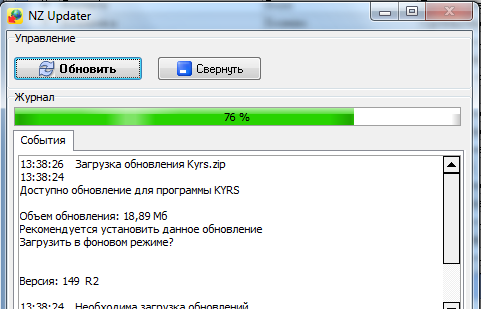 NZ Updater
Управление
Обновить
Свернуть
Журнал
76 %
События
13:38:26 Загрузка обновления Kyrs.zip
13:38:24
Доступно обновление для программы KYRS
Объем обновления: 18,89 Мб
Рекомендуется установить данное обновление
Загрузить в фоновом режиме?
Версия: 149 R2
13:38:24 Необходима загрузка обновлений